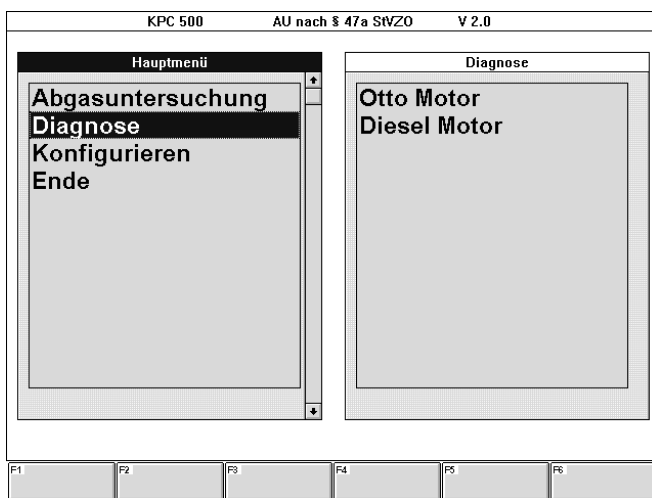 KPC 500 AU nach § 47a StVZO V 2.0
Hauptmenü
Abgasuntersuchung
Diagnose
Konfigurieren
Ende
Diagnose
Otto Motor
Diesel Motor
F1 F2 F3 F4 F5 F6